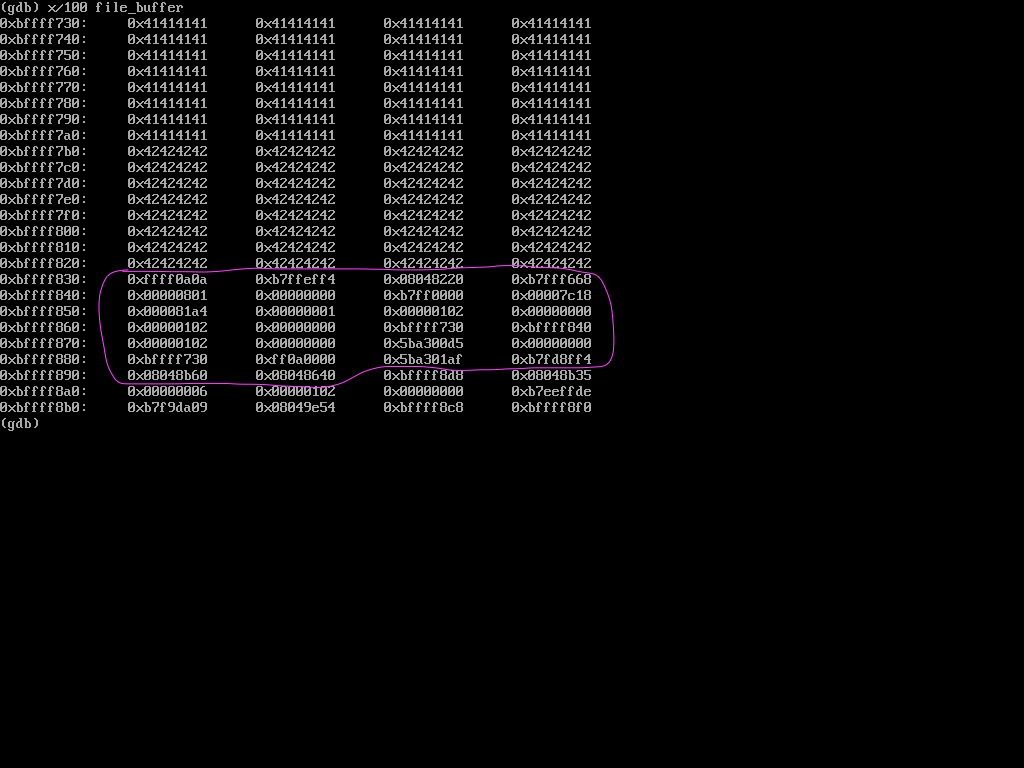 (gdb) x/100 file_buffer
0xbffff730: 0x41414141 0x41414141 0x41414141 0x41414141
0xbffff740: 0x41414141 0x41414141 0x41414141 0x41414141
0xbffff750: 0x41414141 0x41414141 0x41414141 0x41414141
0xbffff760: 0x41414141 0x41414141 0x41414141 0x41414141
0xbffff770: 0x41414141 0x41414141 0x41414141 0x41414141
0xbffff780: 0x41414141 0x41414141 0x41414141 0x41414141
0xbffff790: 0x41414141 0x41414141 0x41414141 0x41414141
0xbffff7a0: 0x41414141 0x41414141 0x41414141 0x41414141
0xbffff7b0: 0x42424242 0x42424242 0x42424242 0x42424242
0xbffff7c0: 0x42424242 0x42424242 0x42424242 0x42424242
0xbffff7d0: 0x42424242 0x42424242 0x42424242 0x42424242
0xbffff7e0: 0x42424242 0x42424242 0x42424242 0x42424242
0xbffff7f0: 0x42424242 0x42424242 0x42424242 0x42424242
0xbffff800: 0x42424242 0x42424242 0x42424242 0x42424242
0xbffff810: 0x42424242 0x42424242 0x42424242 0x42424242
0xbffff820: 0x42424242 0x42424242 0x42424242 0x42424242
0xbffff830: 0xffff0a0a 0xb7ffeff4 0x08048220 0xb7fff668
0xbffff840: 0x00000801 0x00000000 0xb7ff0000 0x00007c18
0xbffff850: 0x000081a4 0x00000001 0x00000102 0x00000000
0xbffff860: 0x00000102 0x00000000 0xbffff730 0xbffff840
0xbffff870: 0x00000102 0x00000000 0x5ba300d5 0x00000000
0xbffff880: 0xbffff730 0xff0a0000 0x5ba301af 0xb7fd8ff4
0xbffff890: 0x08048b60 0x08048640 0xbffff8d8 0x08048b35
0xbffff8a0: 0x00000006 0x00000102 0x00000000 0xb7eeffde
0xbffff8b0: 0xb7f9da09 0x08049e54 0xbffff8c8 0xbffff8f0
(gdb)